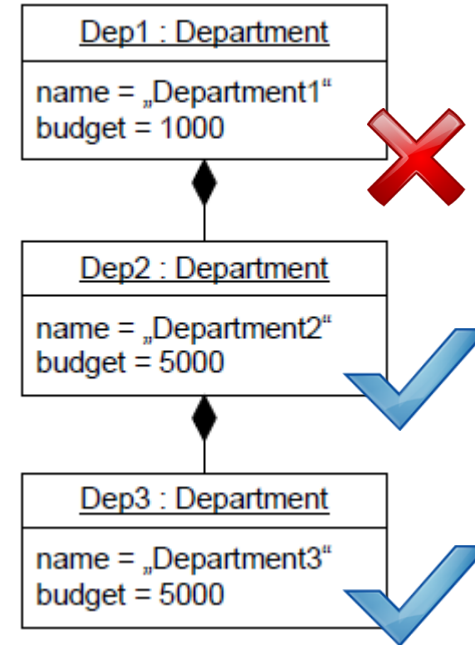 Dep1 : Department
name = „Department1“
budget = 1000
Dep2 : Department
name = „Department2“
budget = 5000
Dep3 : Department
name = „Department3“
budget = 5000